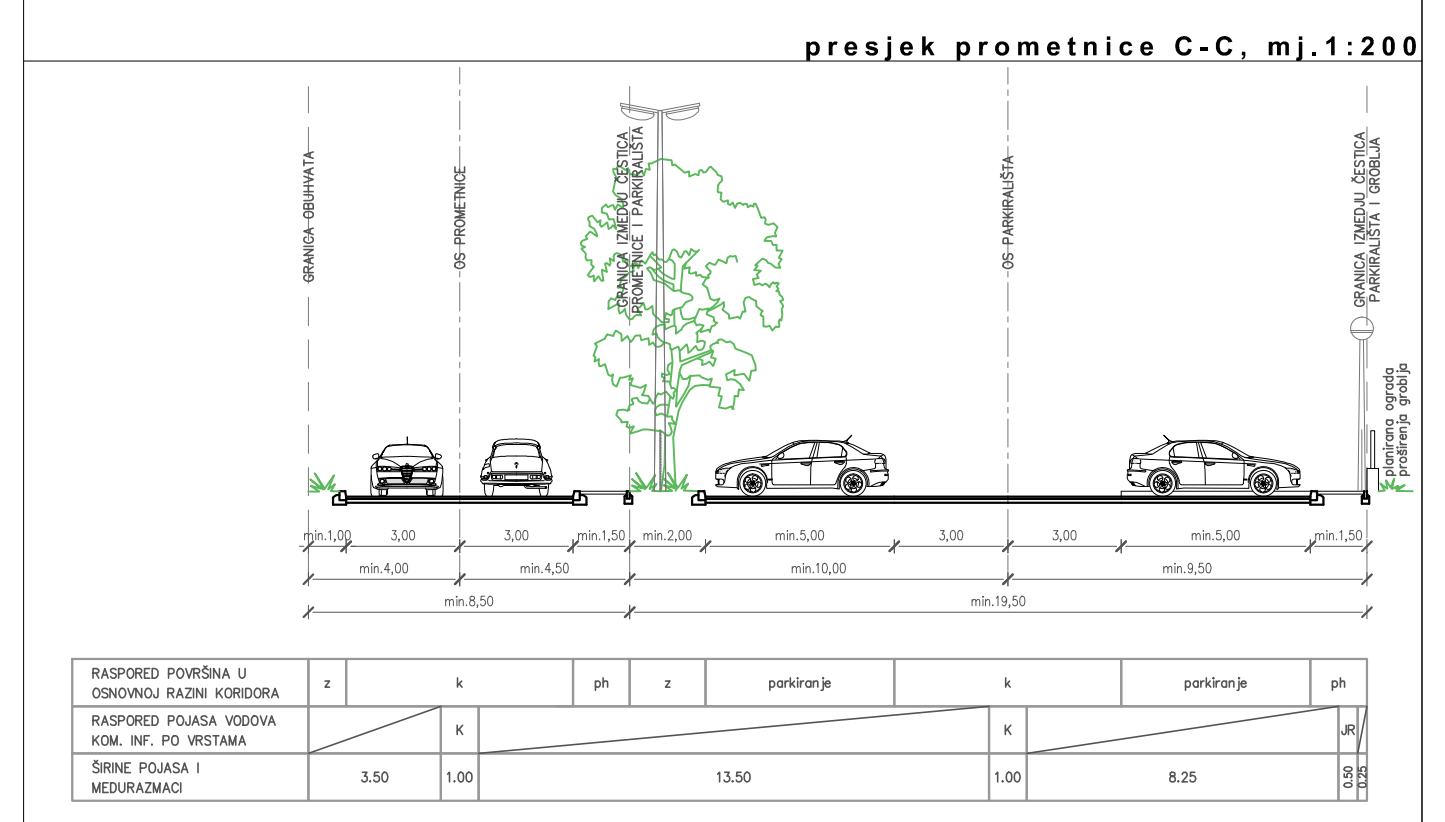 presjek prometnice C-C, mj.1:200
GRANICA OBUHVATA
OS PROMETNICE
GRANICA IZMEDJU ČESTICA
PROMETNICE I PARKIRALIŠTA
OS PARKIRALIŠTA
GRANICA IZMEDJU ČESTICA
PARKIRALIŠTA I GROBLJA
planirana ograda
proširenja groblja
min.1,00 3,00 3,00 min.1,50 min.2,00 min.5,00 3,00 3,00 min.5,00 min.1,50
min.4,00 min.4,50 min.10,00 min.9,50
min.8,50 min.19,50
RASPORED POVRŠINA U
OSNOVNOJ RAZINI KORIDORA
z k ph z parkiranje k parkiranje ph
RASPORED POJASA VODOVA
KOM. INF. PO VRSTAMA
K K JR
ŠIRINE POJASA I
MEDURAZMACI
3.50 1.00 13.50 1.00 8.25 0.50 0.25